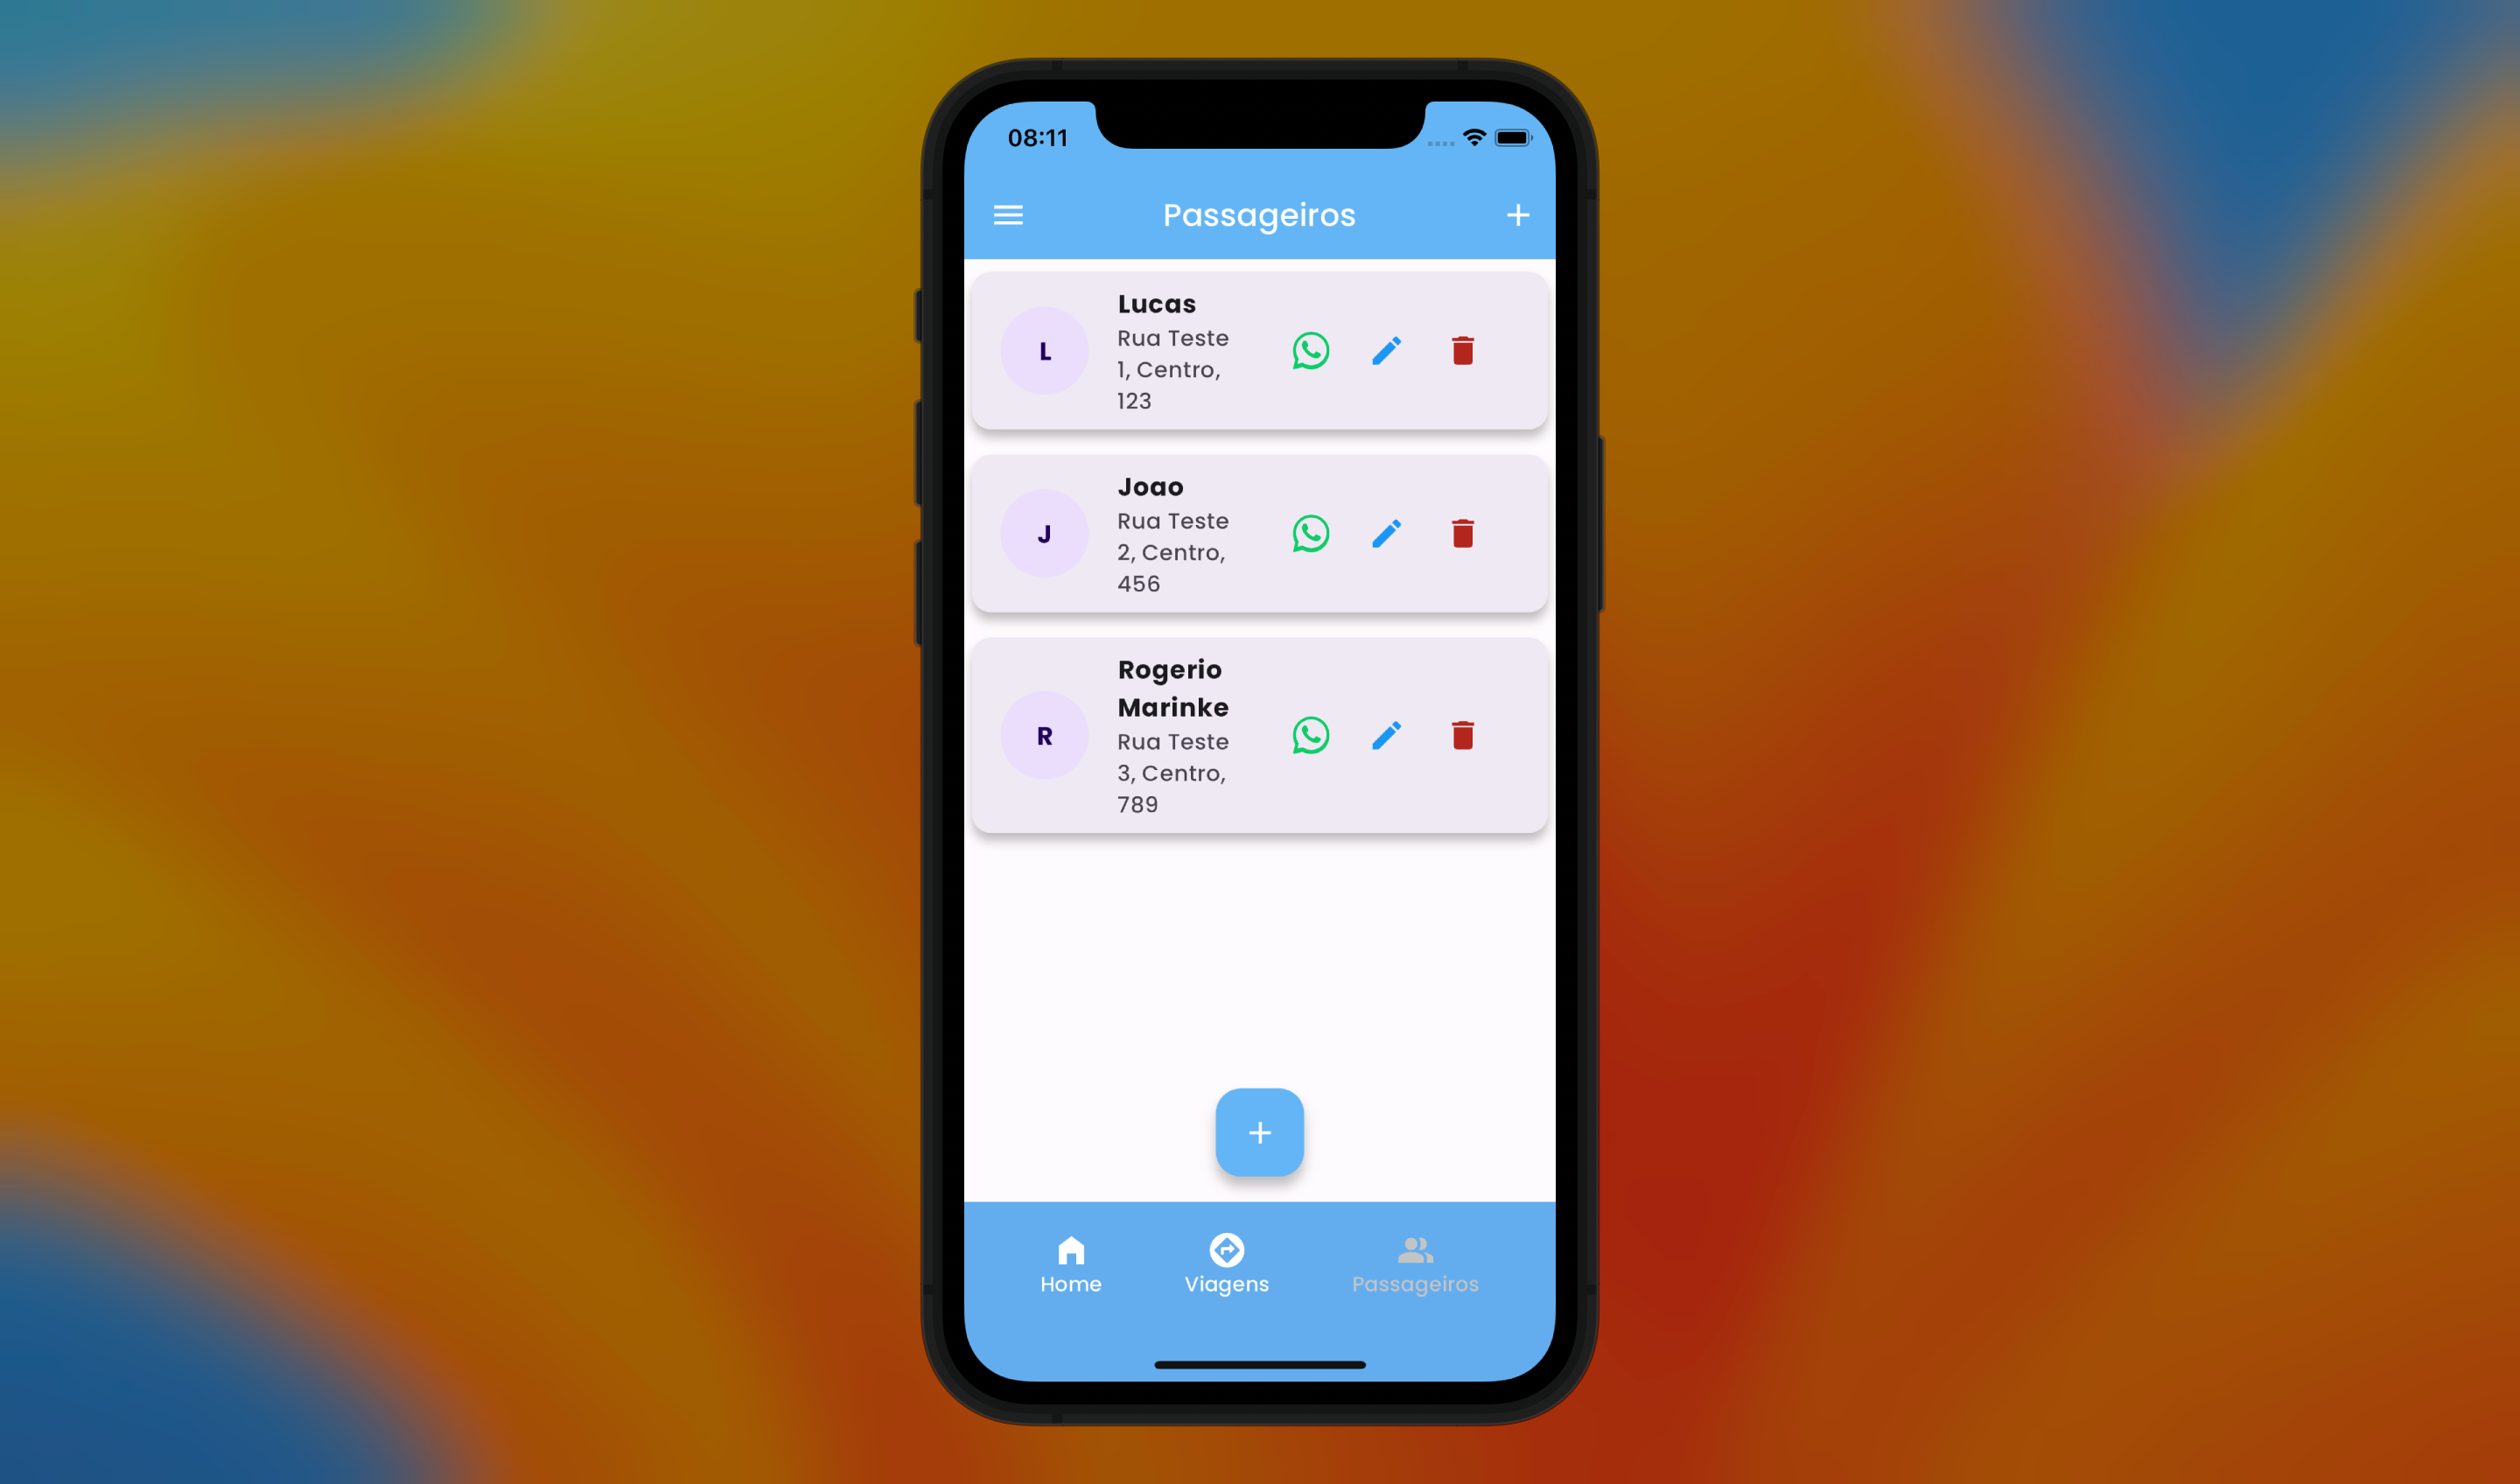 08:11
Passageiros
L
Lucas
Rua Teste
1, Centro,
123
J
Joao
Rua Teste
2, Centro,
456
R
Rogerio
Marinke
Rua Teste
3, Centro,
789
Home
Viagens
Passageiros